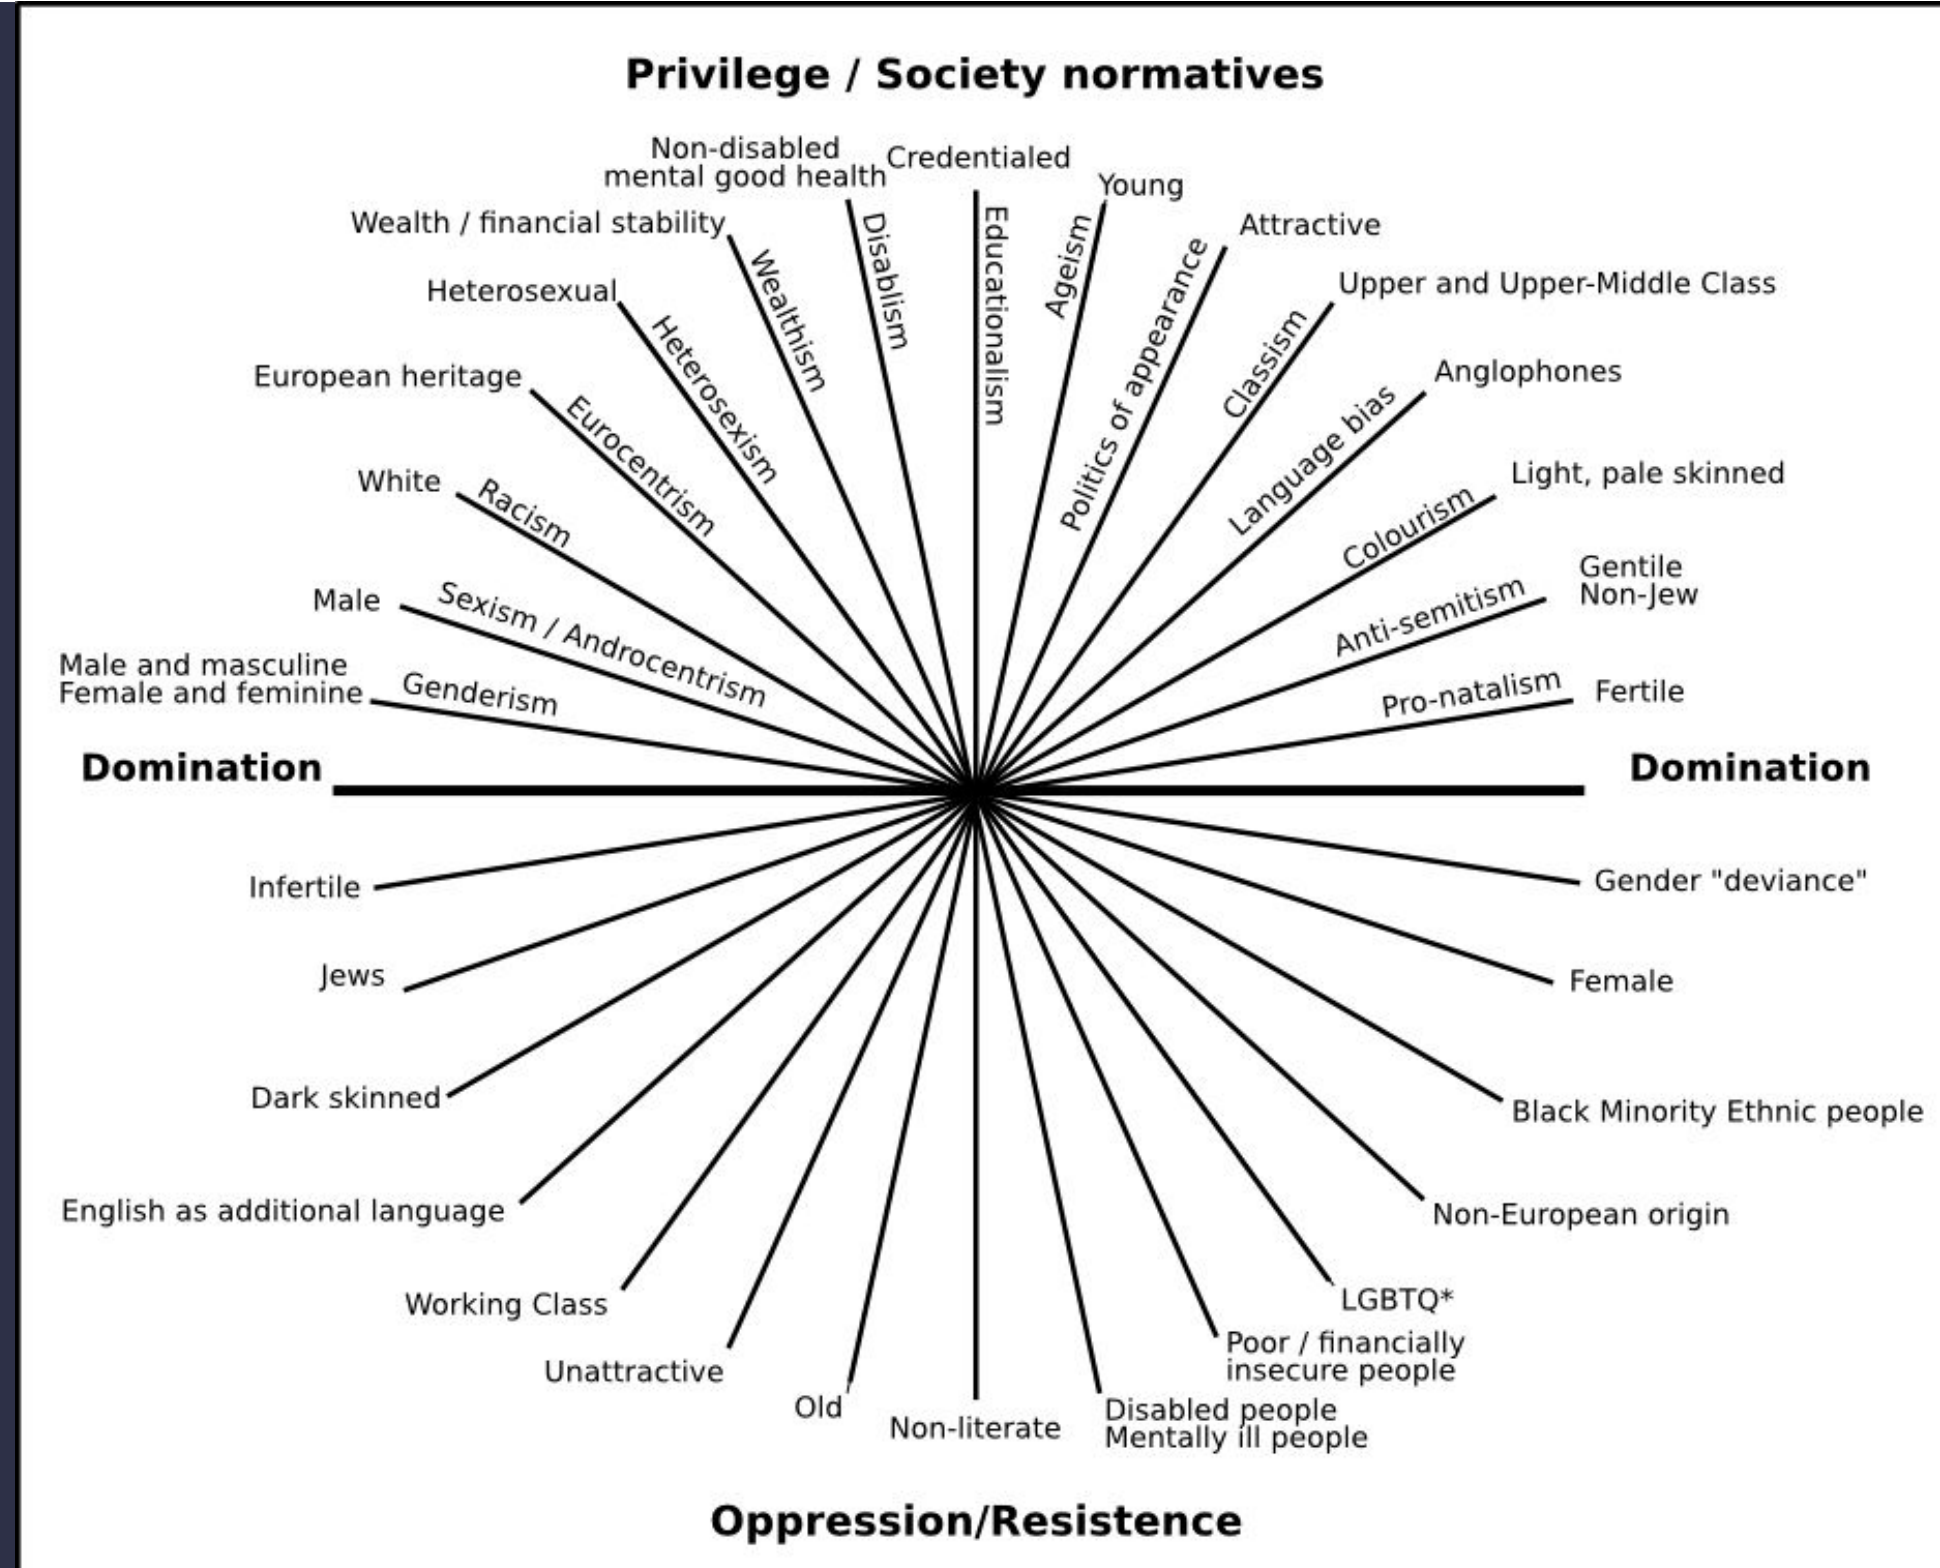 Privilege / Society normatives
Non-disabled
mental good health
Credentialed
Young
Wealth / financial stability
Attractive
Heterosexual
Upper and Upper-Middle Class
European heritage
Anglophones
White
Light, pale skinned
Male
Gentile
Non-Jew
Male and masculine
Female and feminine
Fertile
Genderism
Sexism / Androcentrism
Racism
Eurocentrism
Heterosexism
Wealthism
Disablism
Educationalism
Ageism
Politics of appearance
Classism
Language bias
Colourism
Anti-semitism
Pro-natalism
Domination
Domination
Infertile
Gender "deviance"
Jews
Female
Dark skinned
Black Minority Ethnic people
English as additional language
Non-European origin
Working Class
LGBTQ*
Unattractive
Poor / financially
insecure people
Old
Non-literate
Disabled people
Mentally ill people
Oppression/Resistence